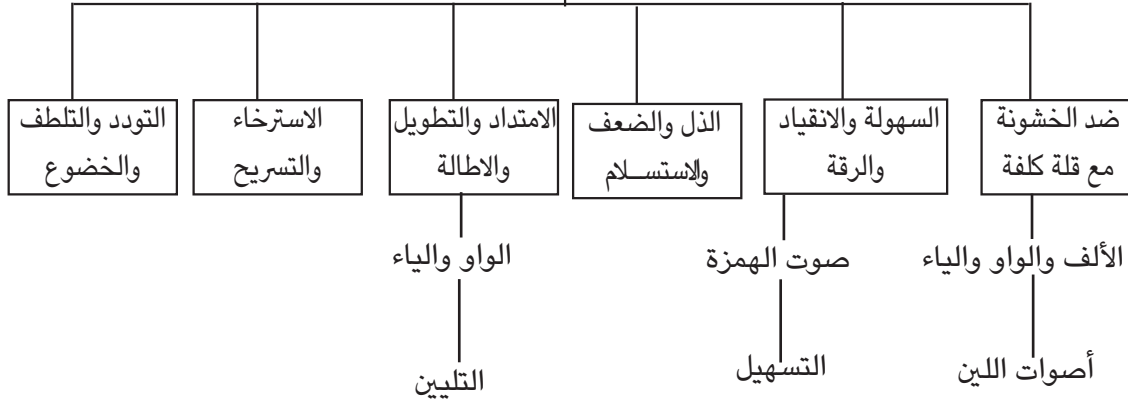 ضد الخشونة
مع قلة كلفة
السهولة والانقياد
والرقة
الذل والضعف
والاستسلام
الامتداد والتطويل
والاطالة
الاسترخاء
والتسريح
التودد والتلطف
والخضوع
الألف والواو والياء
صوت الهمزة
الواو والياء
أصوات اللين
التسهيل
التليين